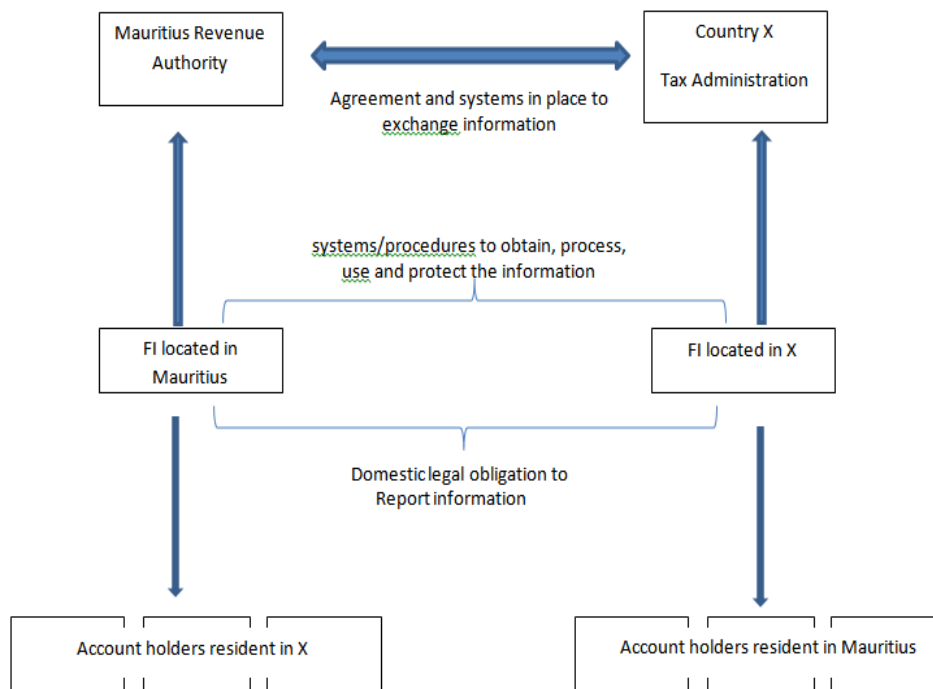 Mauritius Revenue
Authority
Country X
Tax Administration
Agreement and systems in place to
exchange information
systems/procedures to obtain, process,
use and protect the information
FI located in
Mauritius
FI located in X
Domestic legal obligation to
Report information
Account holders resident in X
Account holders resident in Mauritius